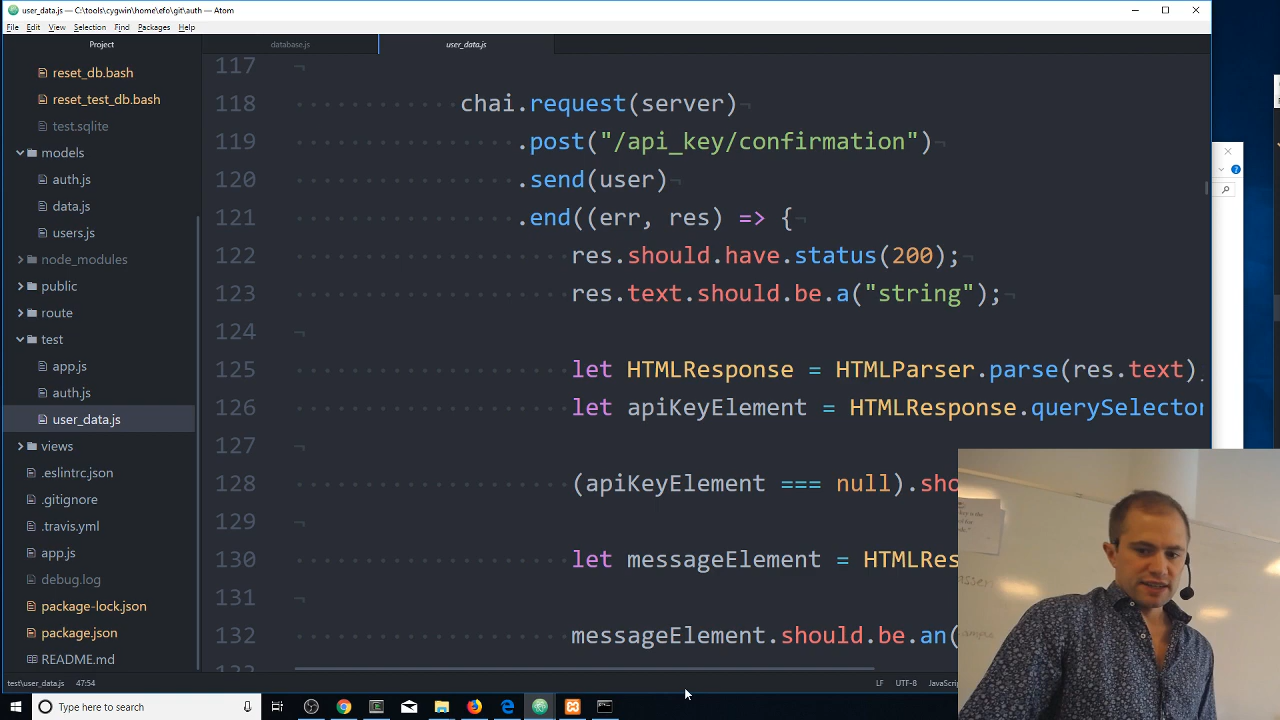 user_data.js — C:\tools\cygwin\home\efo\git\auth — Atom
File Edit View Selection Find Packages Help
Project
database.js
user_data.js
reset_db.bash
reset_test_db.bash
test.sqlite
models
auth.js
data.js
users.js
node_modules
public
route
test
app.js
auth.js
user_data.js
views
.eslintrc.json
.gitignore
.travis.yml
app.js
debug.log
package-lock.json
package.json
README.md
117
118 chai.request(server)
119 .post("/api_key/confirmation")
120 .send(user)
121 .end((err, res) => {
122 res.should.have.status(200);
123 res.text.should.be.a("string");
124
125 let HTMLResponse = HTMLParser.parse(res.text)
126 let apiKeyElement = HTMLResponse.querySelector
127
128 (apiKeyElement === null).sho
129
130 let messageElement = HTMLRes
131
132 messageElement.should.be.an(
test\user_data.js 47:54
LF UTF-8 JavaScri
Type here to search